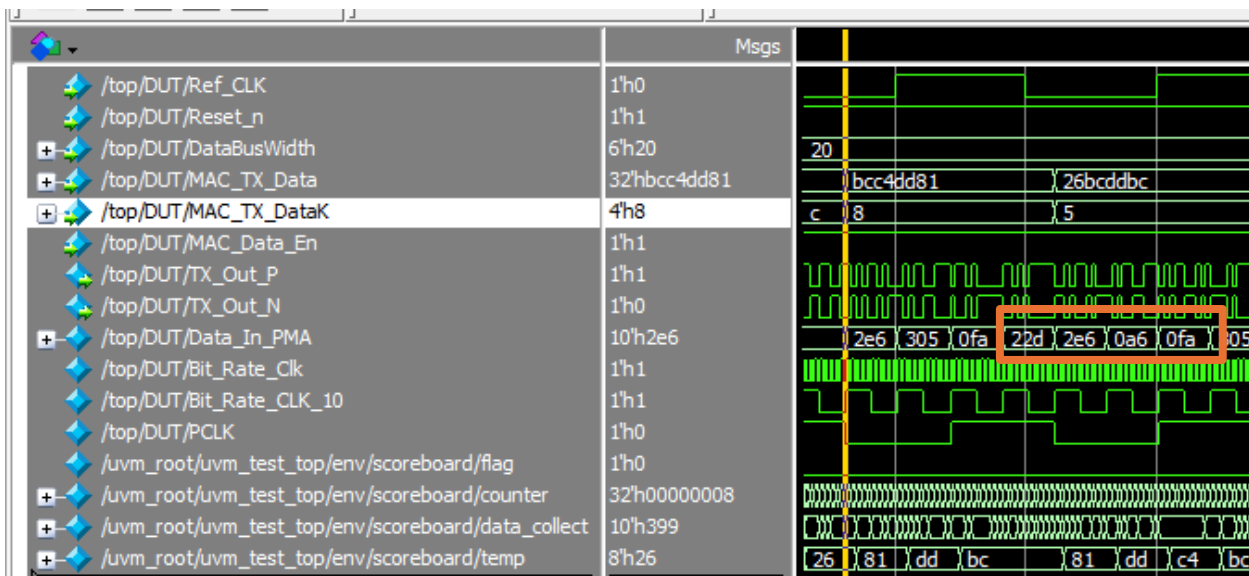 Msgs
/top/DUT/Ref_CLK 1'h0
/top/DUT/Reset_n 1'h1
/top/DUT/DataBusWidth 6'h20 20
/top/DUT/MAC_TX_Data 32'hbcc4dd81 bcc4dd81 26bcddbc
/top/DUT/MAC_TX_DataK 4'h8 c 8 5
/top/DUT/MAC_Data_En 1'h1
/top/DUT/TX_Out_P 1'h1
/top/DUT/TX_Out_N 1'h0
/top/DUT/Data_In_PMA 10'h2e6 2e6 305 0fa 22d 2e6 0a6 0fa 305
/top/DUT/Bit_Rate_Clk 1'h1
/top/DUT/Bit_Rate_CLK_10 1'h1
/top/DUT/PCLK 1'h0
/uvm_root/uvm_test_top/env/scoreboard/flag 1'h0
/uvm_root/uvm_test_top/env/scoreboard/counter 32'h00000008
/uvm_root/uvm_test_top/env/scoreboard/data_collect 10'h399
/uvm_root/uvm_test_top/env/scoreboard/temp 8'h26 26 81 dd bc 81 dd c4 bc